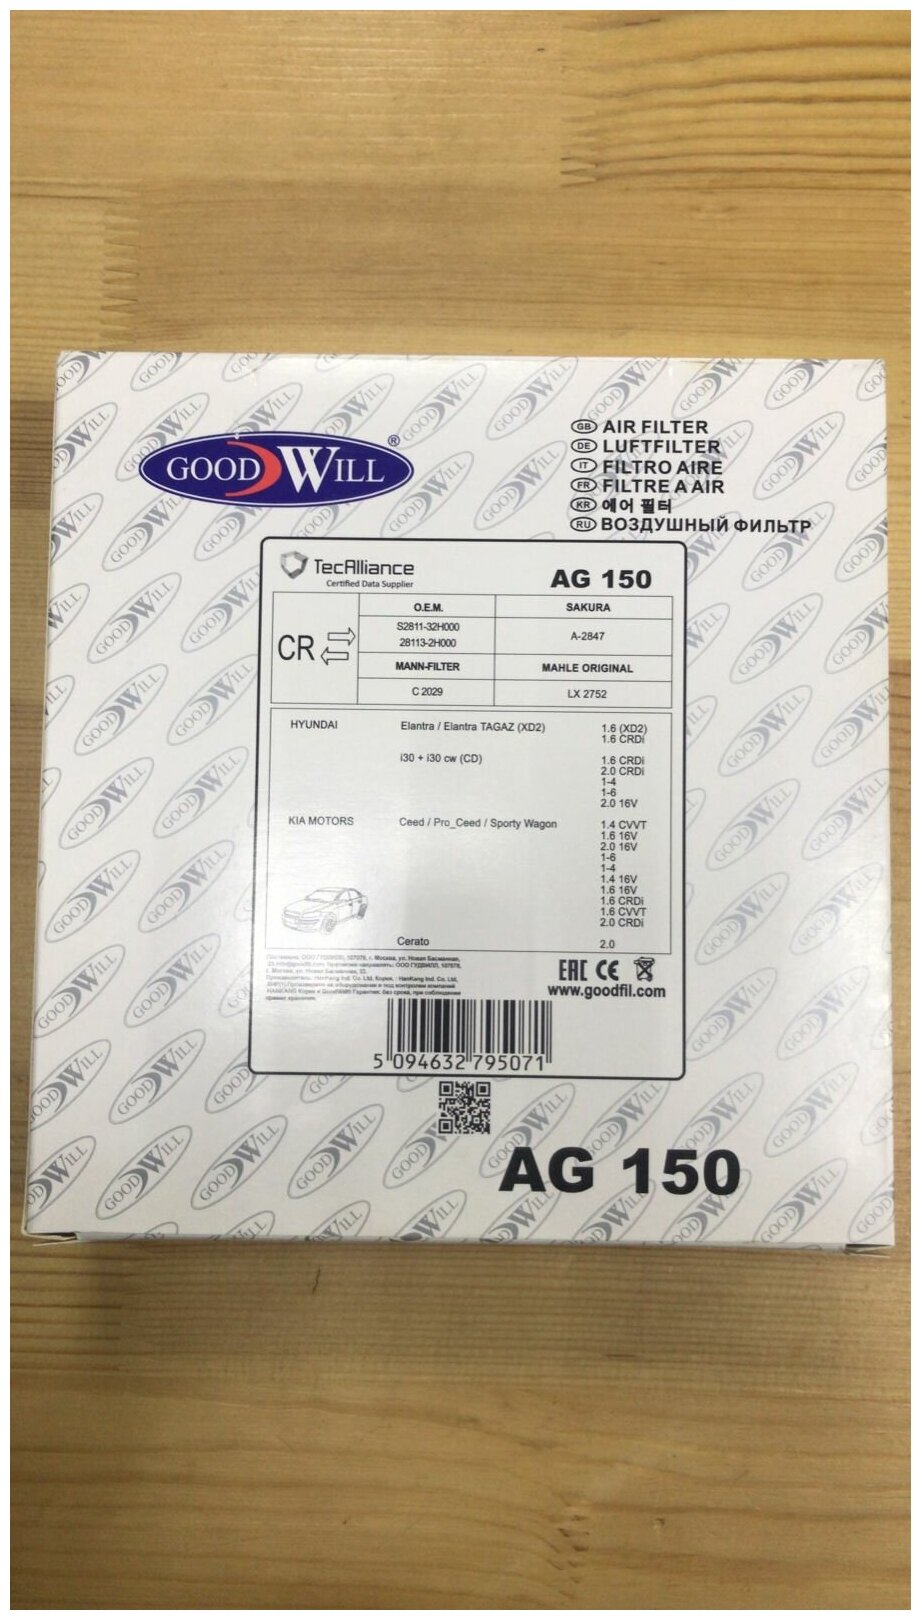 GOOD WILL ®
GB AIR FILTER
DE LUFTFILTER
IT FILTRO AIRE
FR FILTRE A AIR
KR 에어 필터
RU ВОЗДУШНЫЙ ФИЛЬТР
TecAlliance
Certified Data Supplier
AG 150
CR
O.E.M. SAKURA
S2811-32H000
28113-2H000
A-2847
MANN-FILTER MAHLE ORIGINAL
C 2029 LX 2752
HYUNDAI Elantra / Elantra TAGAZ (XD2) 1.6 (XD2)
1.6 CRDi
i30 + i30 cw (CD) 1.6 CRDi
2.0 CRDi
1-4
1-6
2.0 16V
KIA MOTORS Ceed / Pro_Ceed / Sporty Wagon 1.4 CVVT
1.6 16V
2.0 16V
1-6
1-4
1.4 16V
1.6 16V
1.6 CRDi
1.6 CVVT
2.0 CRDi
Cerato 2.0
г. Москва, ул. Новая Басманная,
EAC CE
www.goodfil.com
5 094632 795071
AG 150